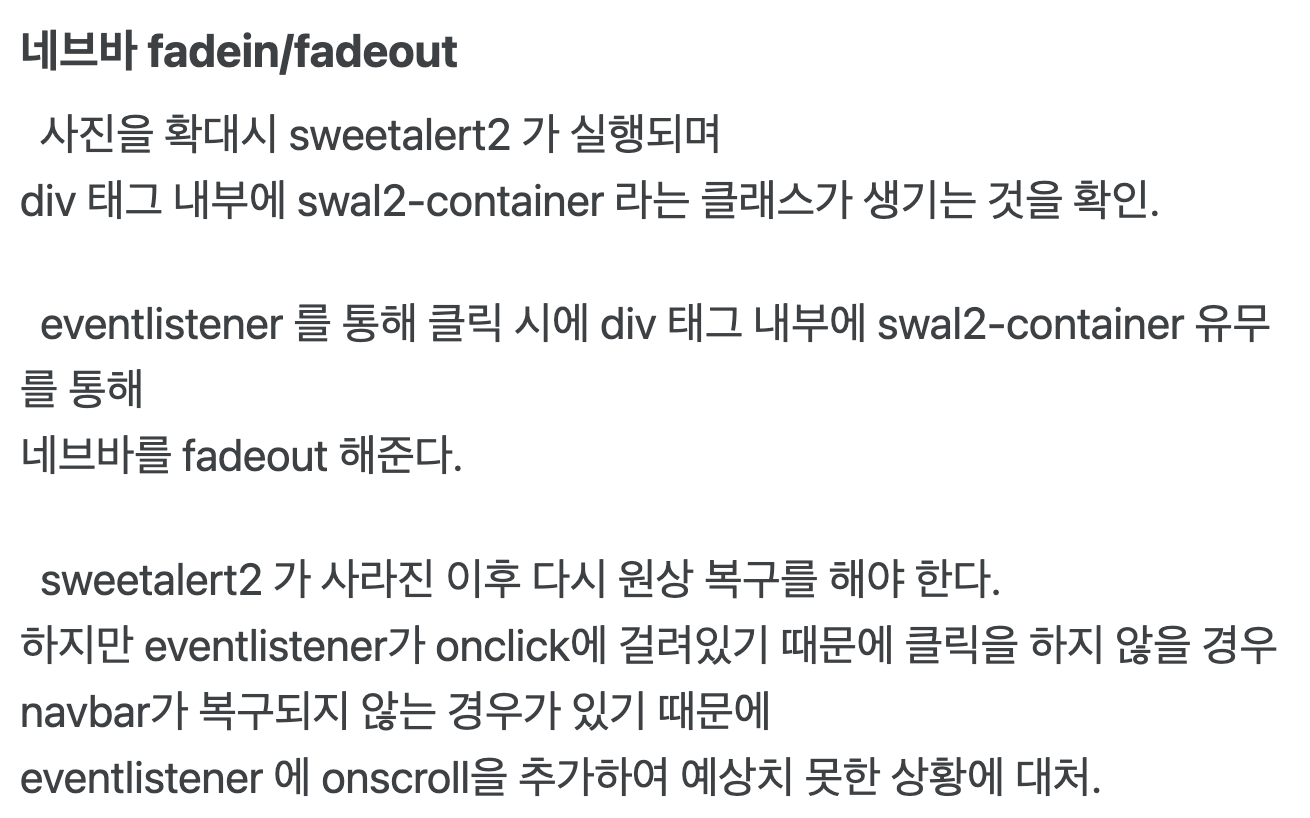 네브바 fadein/fadeout
사진을 확대시 sweetalert2 가 실행되며
div 태그 내부에 swal2-container 라는 클래스가 생기는 것을 확인.
eventlistener 를 통해 클릭 시에 div 태그 내부에 swal2-container 유무
를 통해
네브바를 fadeout 해준다.
sweetalert2 가 사라진 이후 다시 원상 복구를 해야 한다.
하지만 eventlistener가 onclick에 걸려있기 때문에 클릭을 하지 않을 경우
navbar가 복구되지 않는 경우가 있기 때문에
eventlistener 에 onscroll을 추가하여 예상치 못한 상황에 대처.